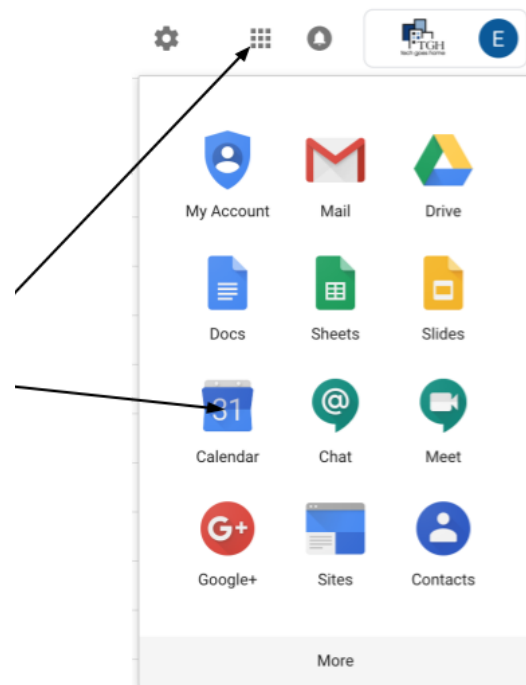 TGH
tech goes home
E
My Account Mail Drive
Docs Sheets Slides
31
@
Calendar Chat Meet
G+
Google+ Sites Contacts
More